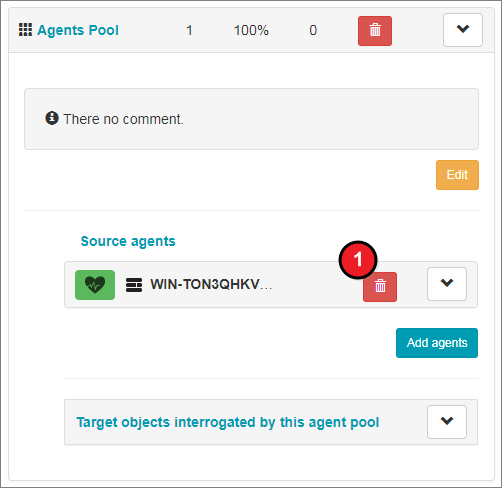 Agents Pool 1 100% 0
There no comment.
Edit
Source agents
1
WIN-TON3QHKV...
Add agents
Target objects interrogated by this agent pool